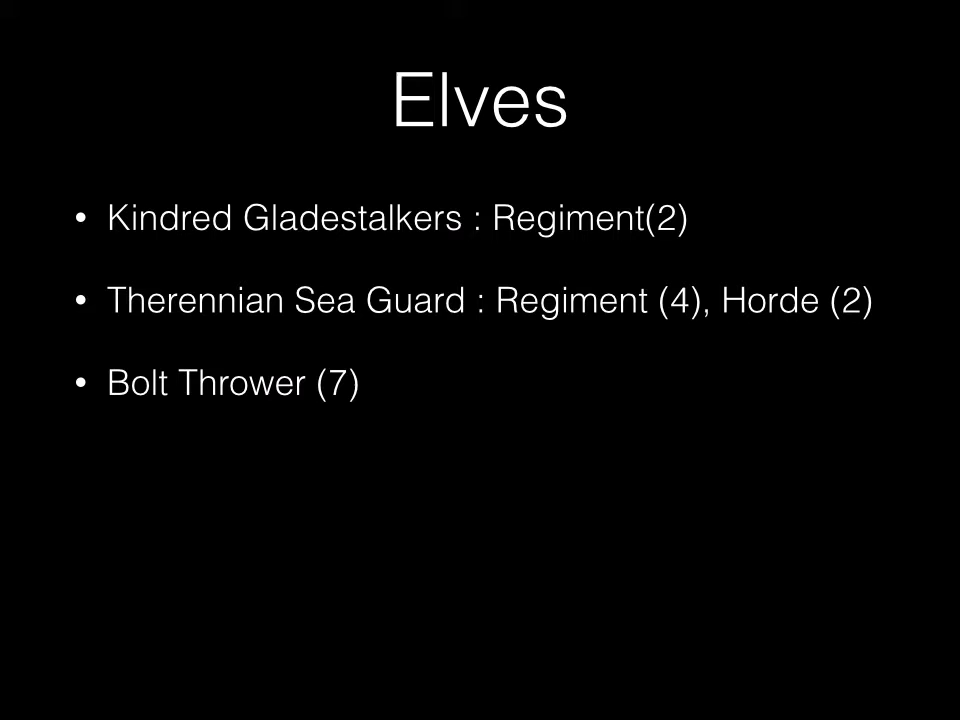 Elves
• Kindred Gladestalkers : Regiment(2)
• Therennian Sea Guard : Regiment (4), Horde (2)
• Bolt Thrower (7)